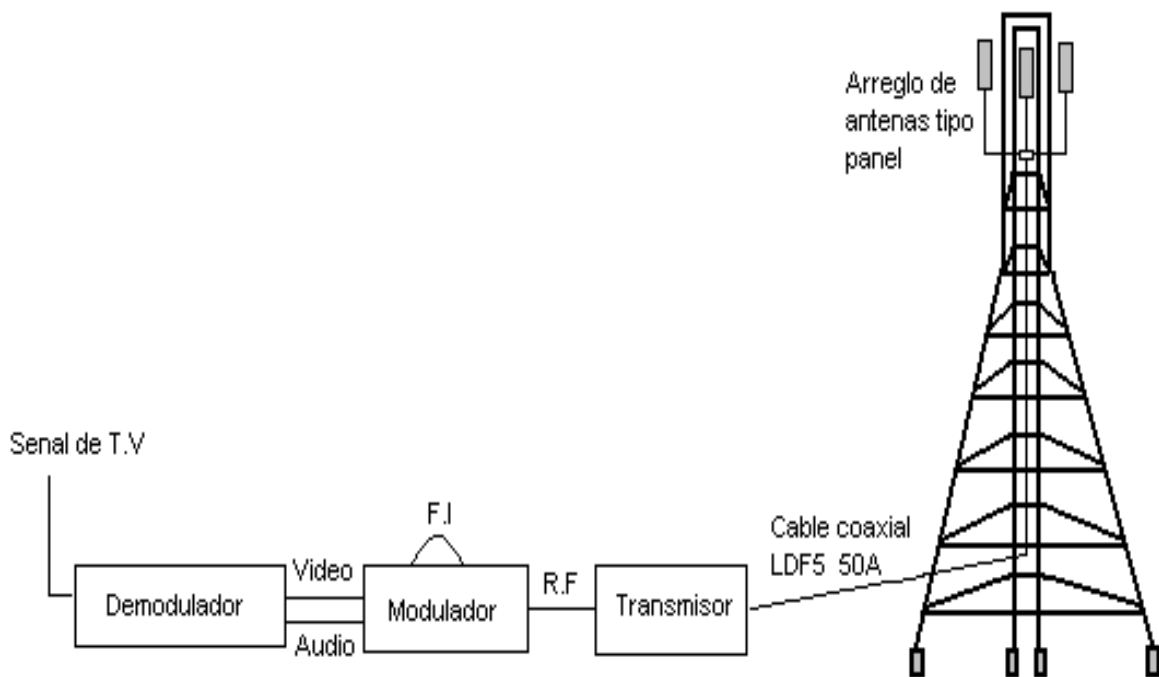 Arreglo de
antenas tipo
panel
Senal de T.V
F.I
Cable coaxial
LDF5 50A
Video
R.F
Demodulador
Modulador
Transmisor
Audio